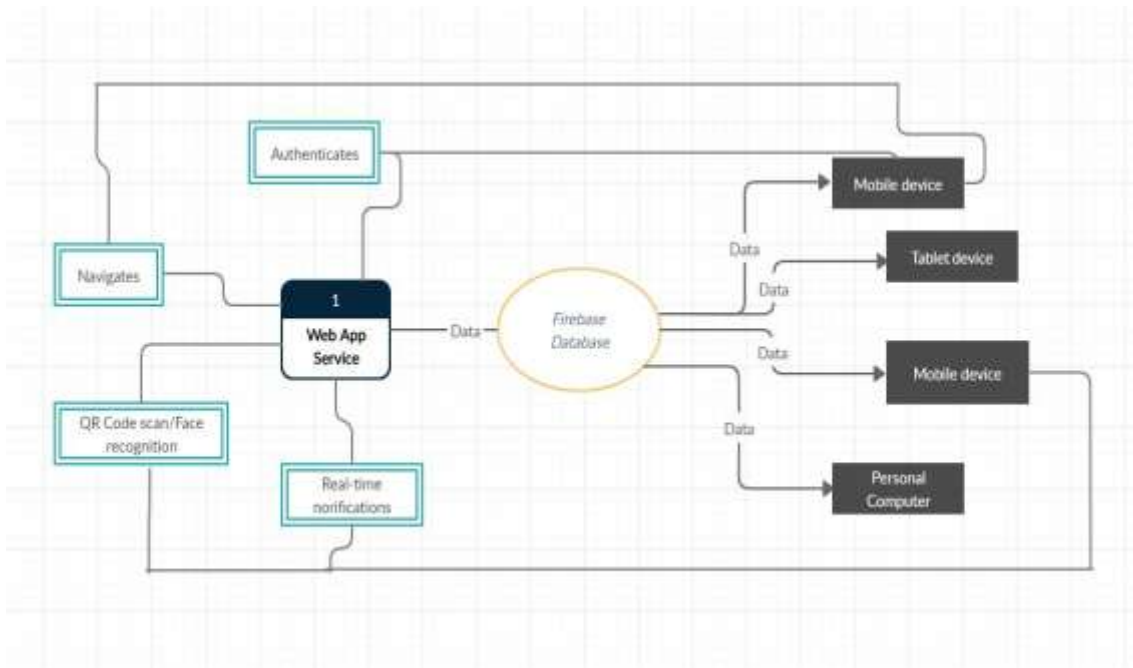 Authenticates
Mobile device
Data
Tablet device
Navigates
Data
1
Web App
Service
Data
Firebase
Database
Data
Mobile device
QR Code scan/Face
recognition
Data
Real-time
norifications
Personal
Computer